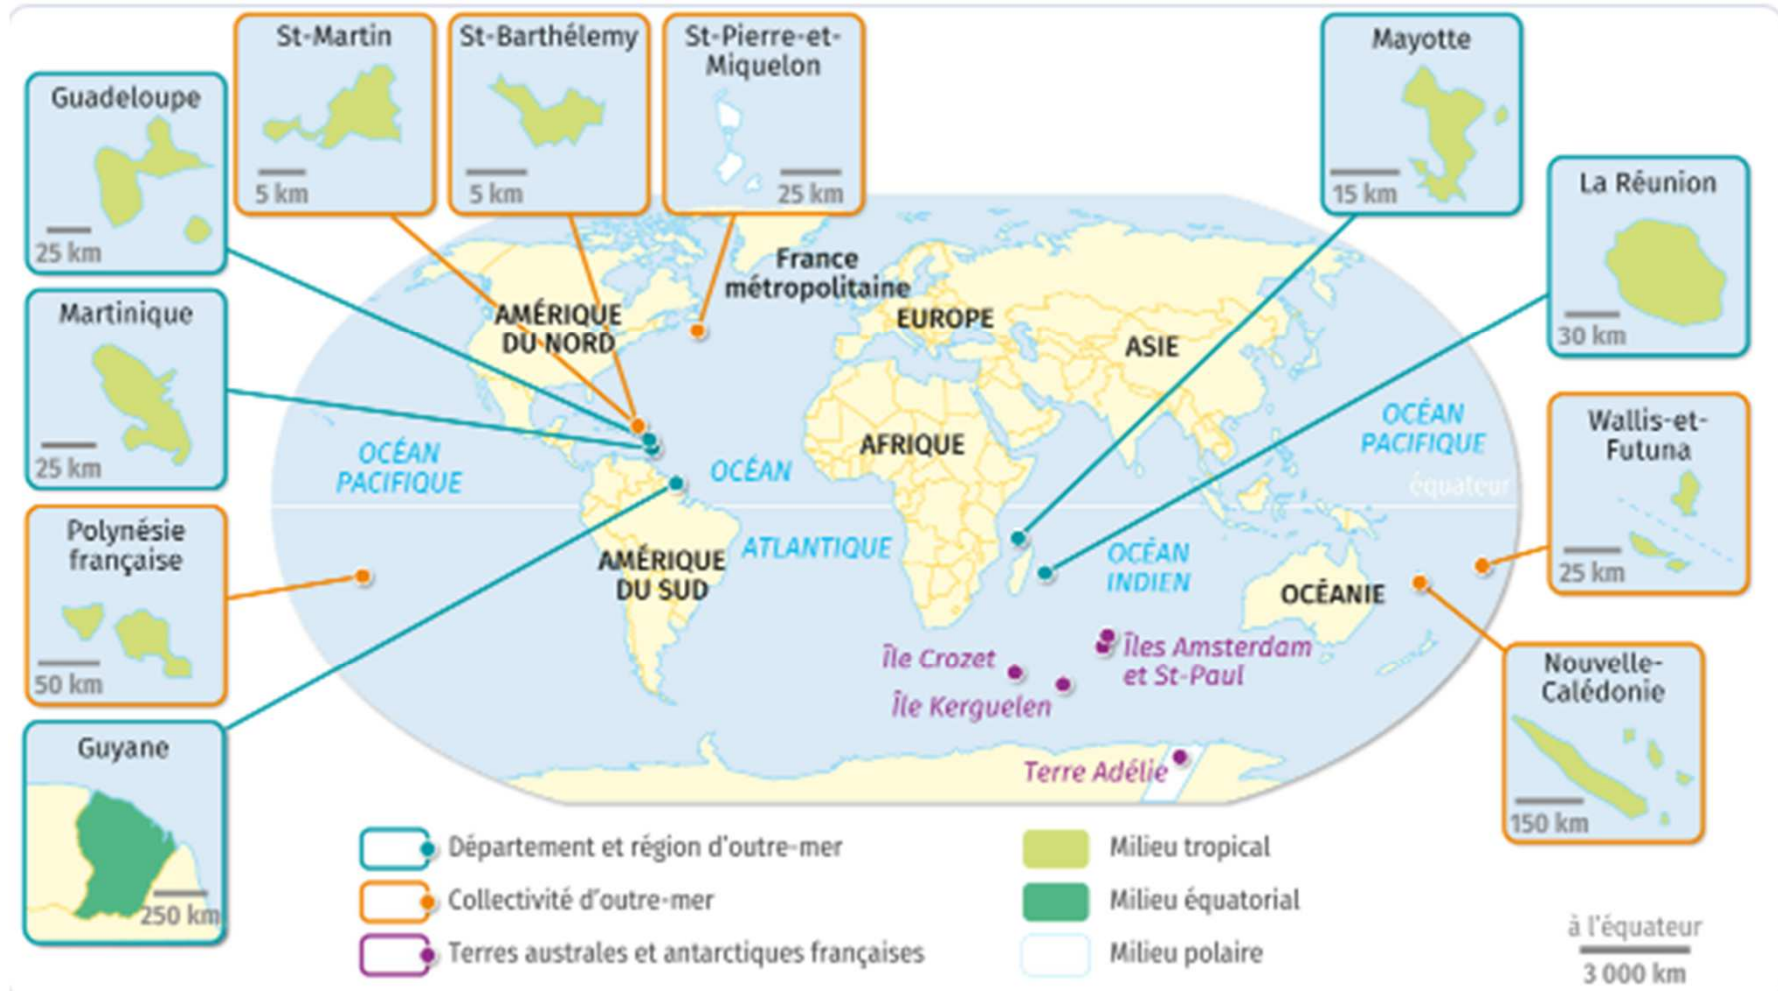 St-Martin
5 km
St-Barthélemy
5 km
St-Pierre-et-
Miquelon
25 km
Mayotte
15 km
Guadeloupe
25 km
La Réunion
30 km
Martinique
25 km
Wallis-et-
Futuna
25 km
Polynésie
française
50 km
Nouvelle-
Calédonie
150 km
Guyane
250 km
France
métropolitaine
AMÉRIQUE
DU NORD
EUROPE
ASIE
AFRIQUE
OCÉAN
PACIFIQUE
OCÉAN
ATLANTIQUE
OCÉAN
PACIFIQUE
équateur
AMÉRIQUE
DU SUD
OCÉAN
INDIEN
OCÉANIE
Île Crozet
Îles Amsterdam
et St-Paul
Île Kerguelen
Terre Adélie
Département et région d'outre-mer
Collectivité d'outre-mer
Terres australes et antarctiques françaises
Milieu tropical
Milieu équatorial
Milieu polaire
à l'équateur
3 000 km